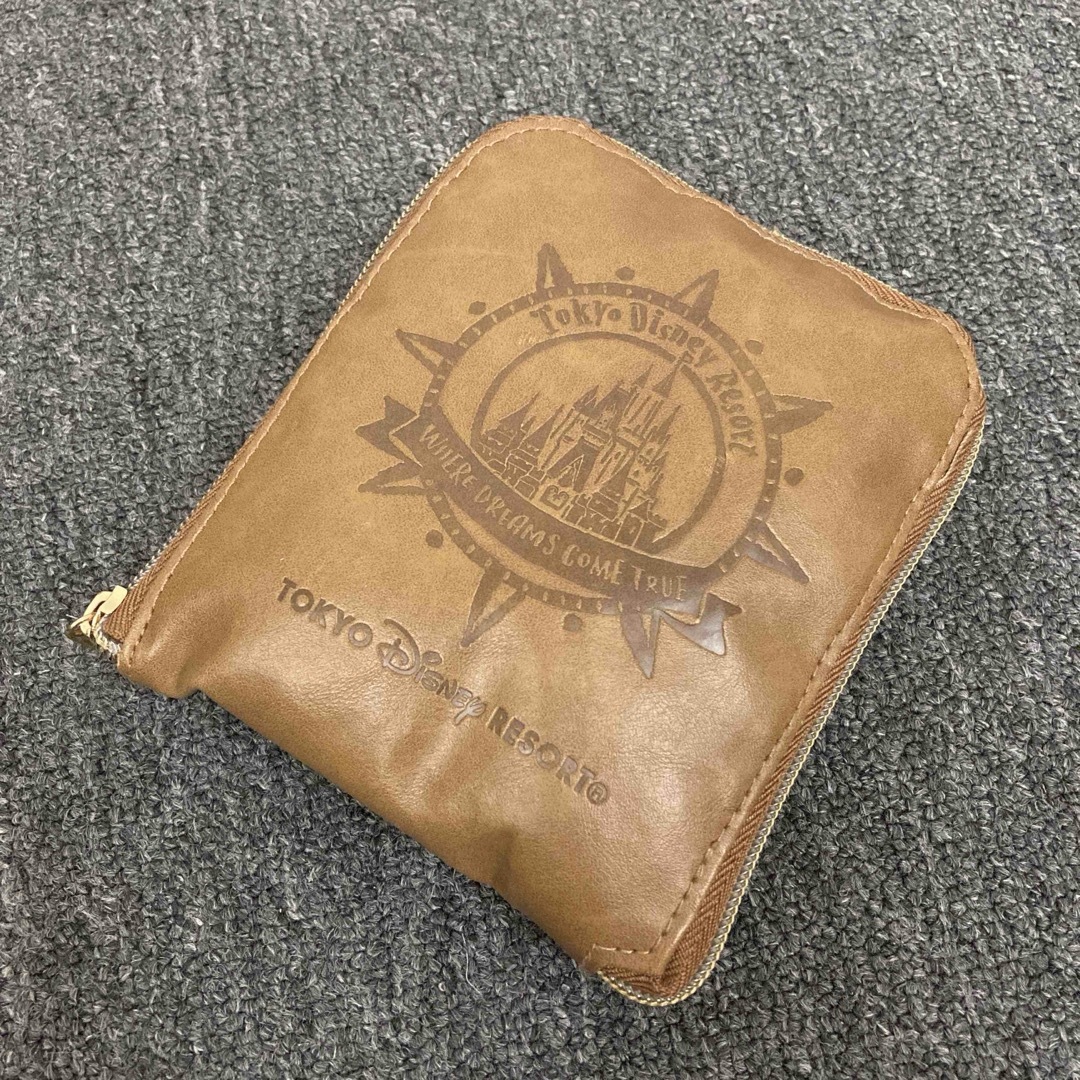 Tokyo Disney Resort
WHERE DREAMS COME TRUE
TOKYO DISNEY RESORT®